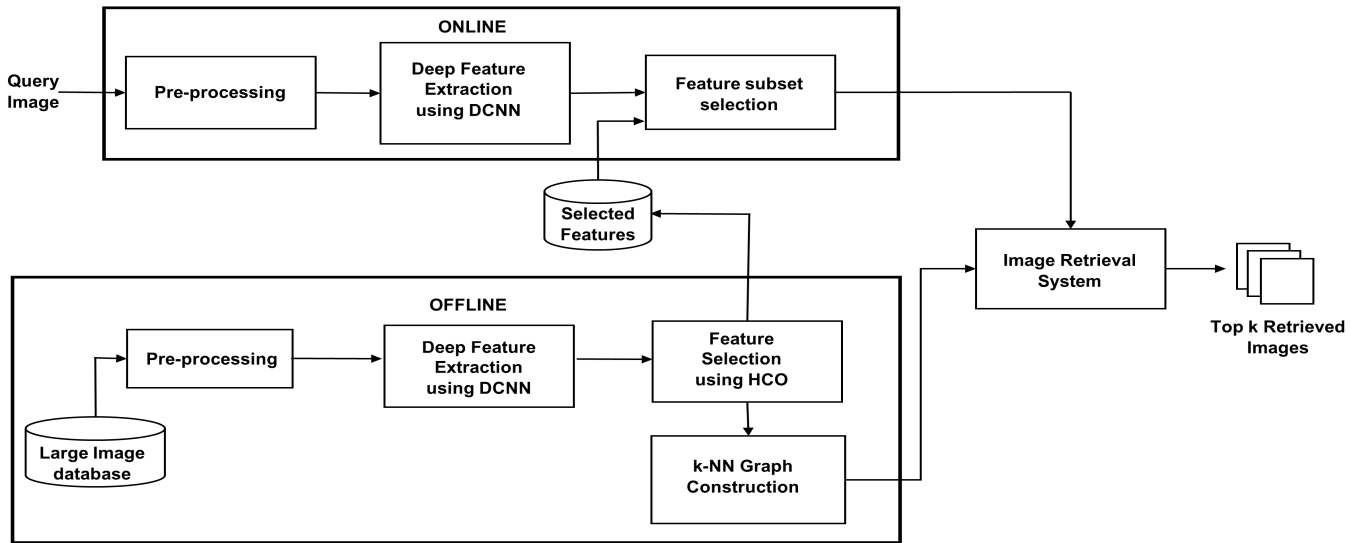 ONLINE
Query
Image
Pre-processing
Deep Feature
Extraction
using DCNN
Feature subset
selection
Selected
Features
Image Retrieval
System
Top k Retrieved
Images
OFFLINE
Large Image
database
Pre-processing
Deep Feature
Extraction
using DCNN
Feature
Selection
using HCO
k-NN Graph
Construction